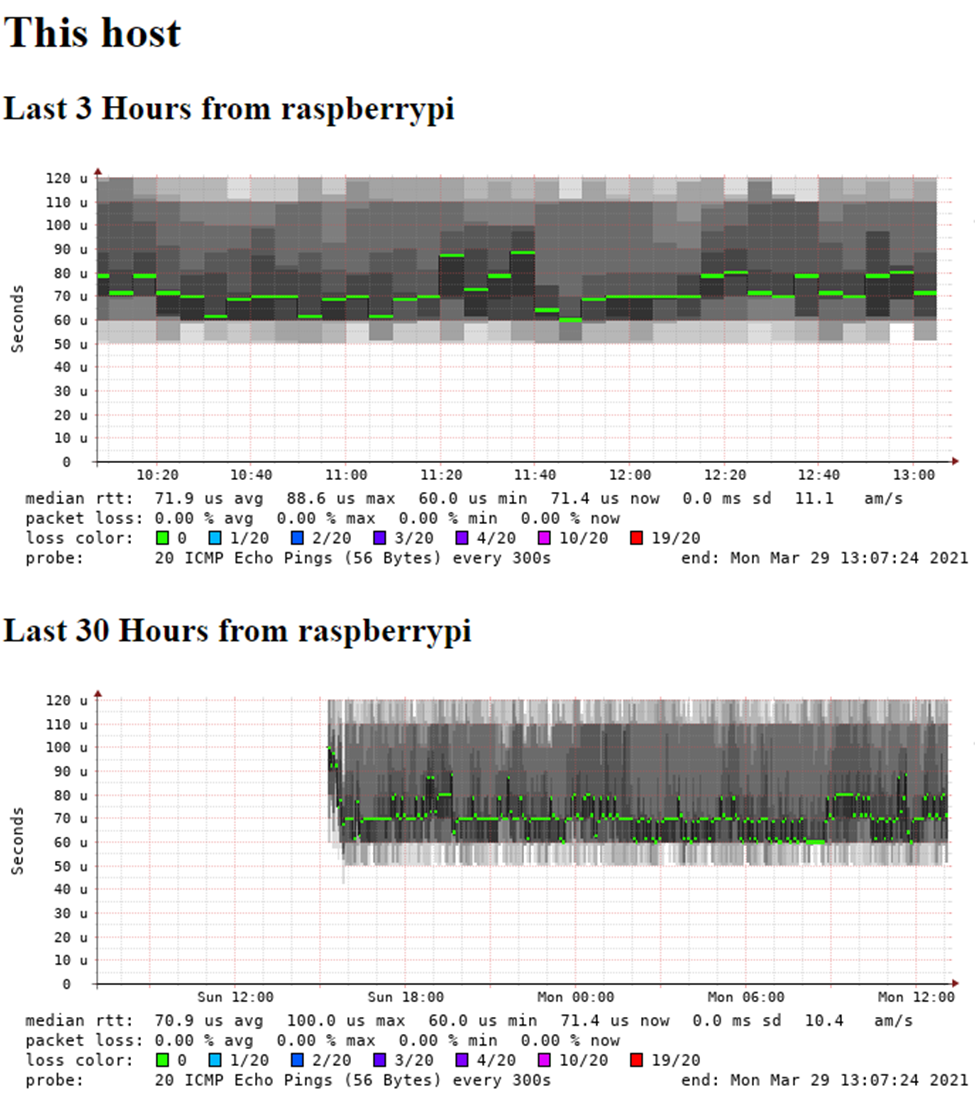 This host
Last 3 Hours from raspberrypi
Seconds
120 u
110 u
100 u
90 u
80 u
70 u
60 u
50 u
40 u
30 u
20 u
10 u
0
10:20 10:40 11:00 11:20 11:40 12:00 12:20 12:40 13:00
median rtt: 71.9 us avg 88.6 us max 60.0 us min 71.4 us now 0.0 ms sd 11.1 am/s
packet loss: 0.00 % avg 0.00 % max 0.00 % min 0.00 % now
loss color: 0 1/20 2/20 3/20 4/20 10/20 19/20
probe: 20 ICMP Echo Pings (56 Bytes) every 300s end: Mon Mar 29 13:07:24 2021
Last 30 Hours from raspberrypi
Seconds
120 u
110 u
100 u
90 u
80 u
70 u
60 u
50 u
40 u
30 u
20 u
10 u
0
Sun 12:00 Sun 18:00 Mon 00:00 Mon 06:00 Mon 12:00
median rtt: 70.9 us avg 100.0 us max 60.0 us min 71.4 us now 0.0 ms sd 10.4 am/s
packet loss: 0.00 % avg 0.00 % max 0.00 % min 0.00 % now
loss color: 0 1/20 2/20 3/20 4/20 10/20 19/20
probe: 20 ICMP Echo Pings (56 Bytes) every 300s end: Mon Mar 29 13:07:24 2021